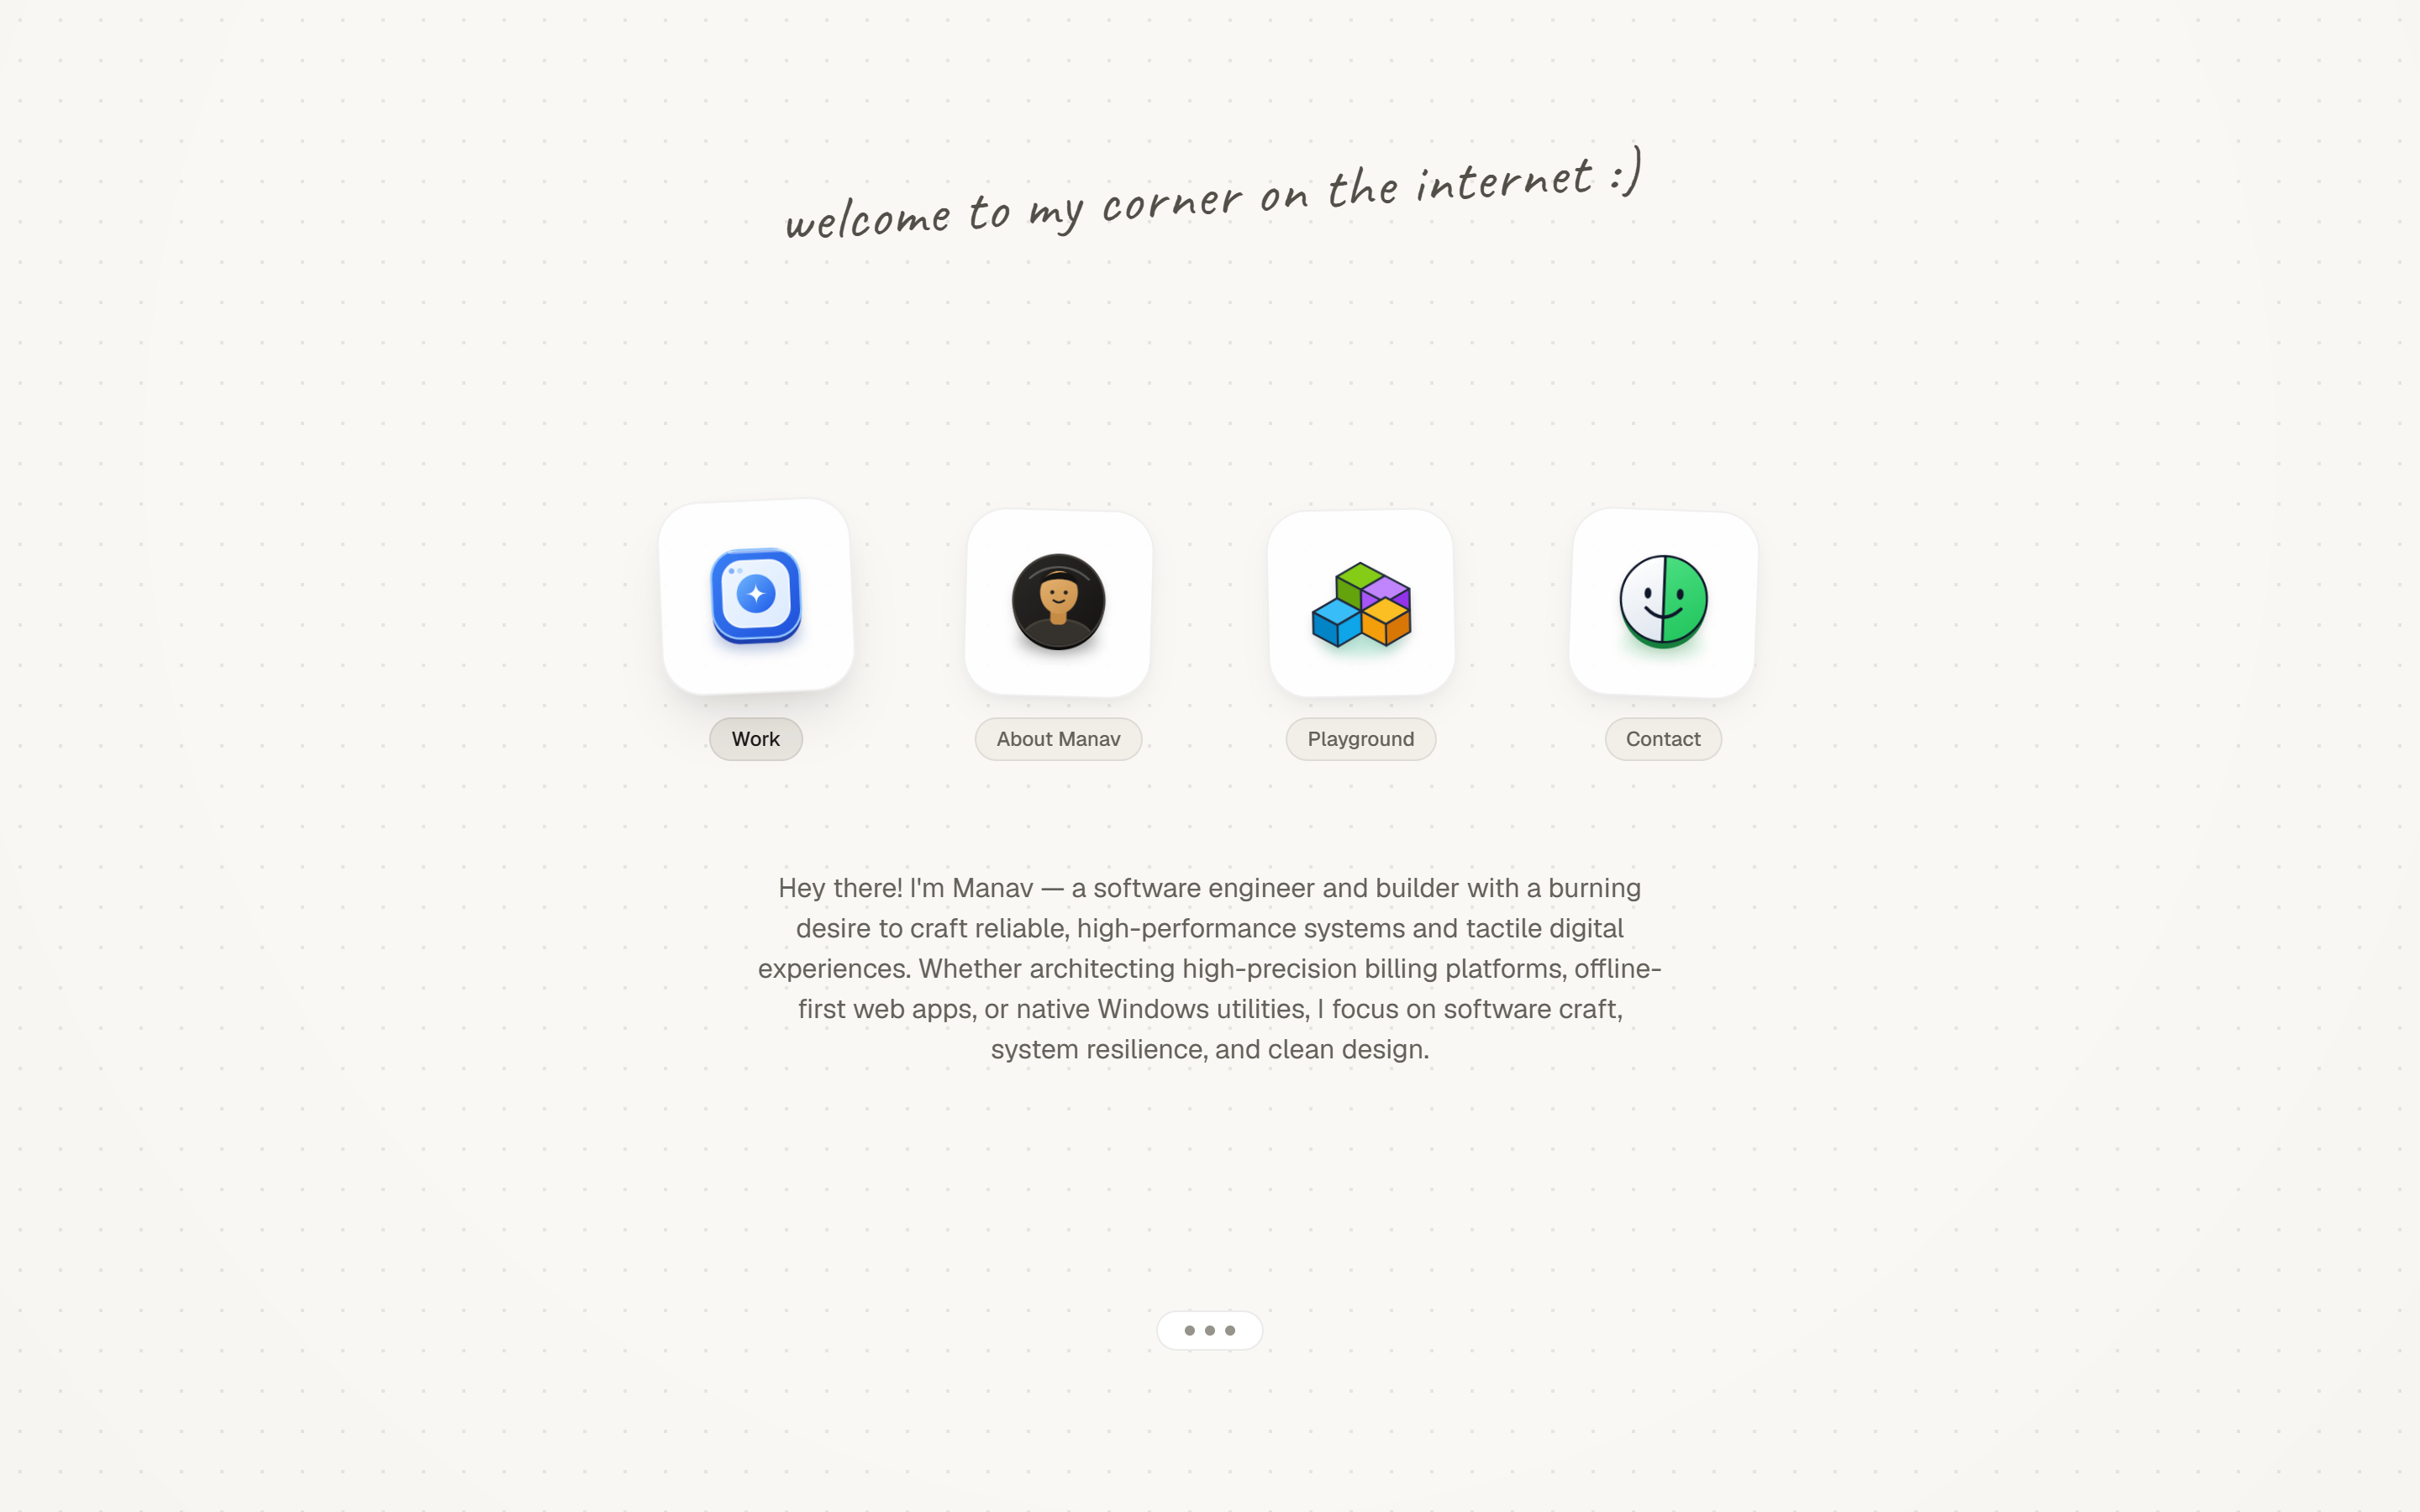 welcome to my corner on the internet :)
Work
About Manav
Playground
Contact
Hey there! I'm Manav — a software engineer and builder with a burning
desire to craft reliable, high-performance systems and tactile digital
experiences. Whether architecting high-precision billing platforms, offline-
first web apps, or native Windows utilities, I focus on software craft,
system resilience, and clean design.